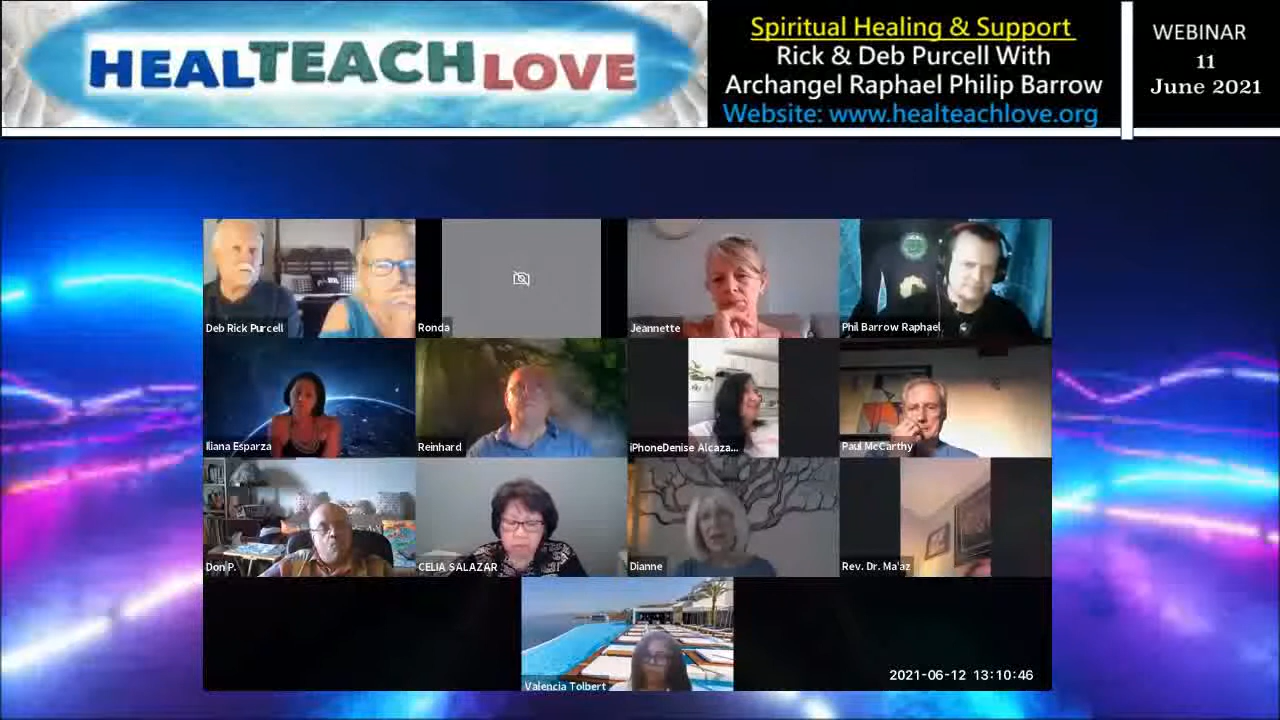 HEALTEACHLOVE
Spiritual Healing & Support
Rick & Deb Purcell With
Archangel Raphael Philip Barrow
Website: www.healteachlove.org
WEBINAR
11
June 2021
Deb Rick Purcell
Ronda
Jeannette
Phil Barrow Raphael
Iliana Esparza
Reinhard
iPhoneDenise Alcaza...
Paul McCarthy
Don P.
CELIA SALAZAR
Dianne
Rev. Dr. Ma'az
Valencia Tolbert
2021-06-12 13:10:46